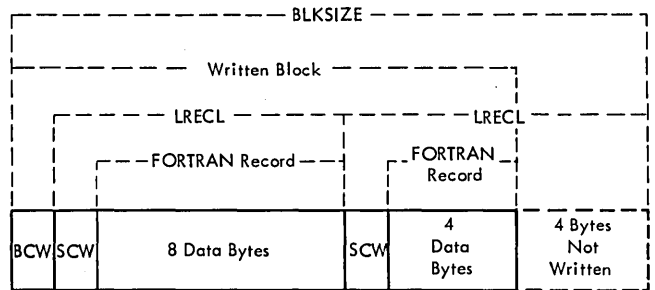 BLKSIZE
Written Block
LRECL LRECL
FORTRAN Record FORTRAN
Record
BCW SCW 8 Data Bytes SCW 4
Data
Bytes 4 Bytes
Not
Written